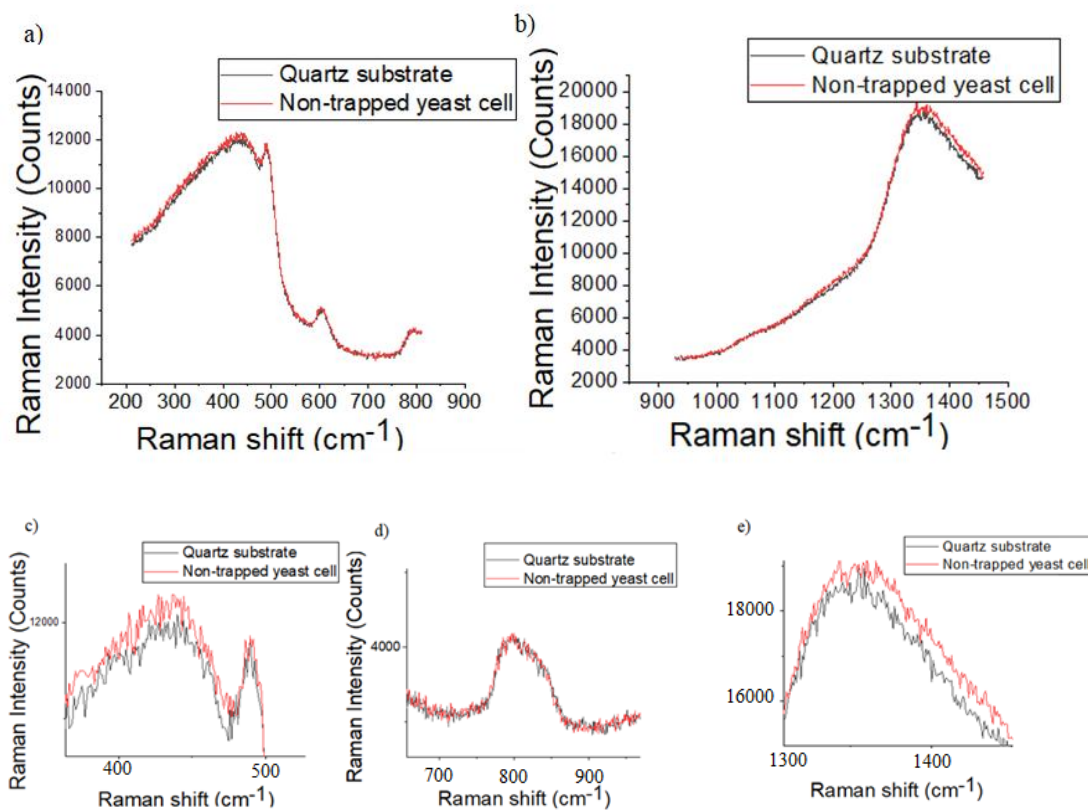 a)
Quartz substrate
Non-trapped yeast cell
Raman Intensity (Counts)
14000
12000
10000
8000
6000
4000
2000
200 300 400 500 600 700 800 900
Raman shift (cm⁻¹)
b)
Quartz substrate
Non-trapped yeast cell
Raman Intensity (Counts)
20000
18000
16000
14000
12000
10000
8000
6000
4000
2000
900 1000 1100 1200 1300 1400 1500
Raman shift (cm⁻¹)
c)
Quartz substrate
Non-trapped yeast cell
Raman Intensity (Counts)
12000
400 500
Raman shift (cm⁻¹)
d)
Quartz substrate
Non-trapped yeast cell
Raman Intensity (Counts)
4000
700 800 900
Raman shift (cm⁻¹)
e)
Quartz substrate
Non-trapped yeast cell
Raman Intensity (Counts)
18000
16000
1300 1400
Raman shift (cm⁻¹)